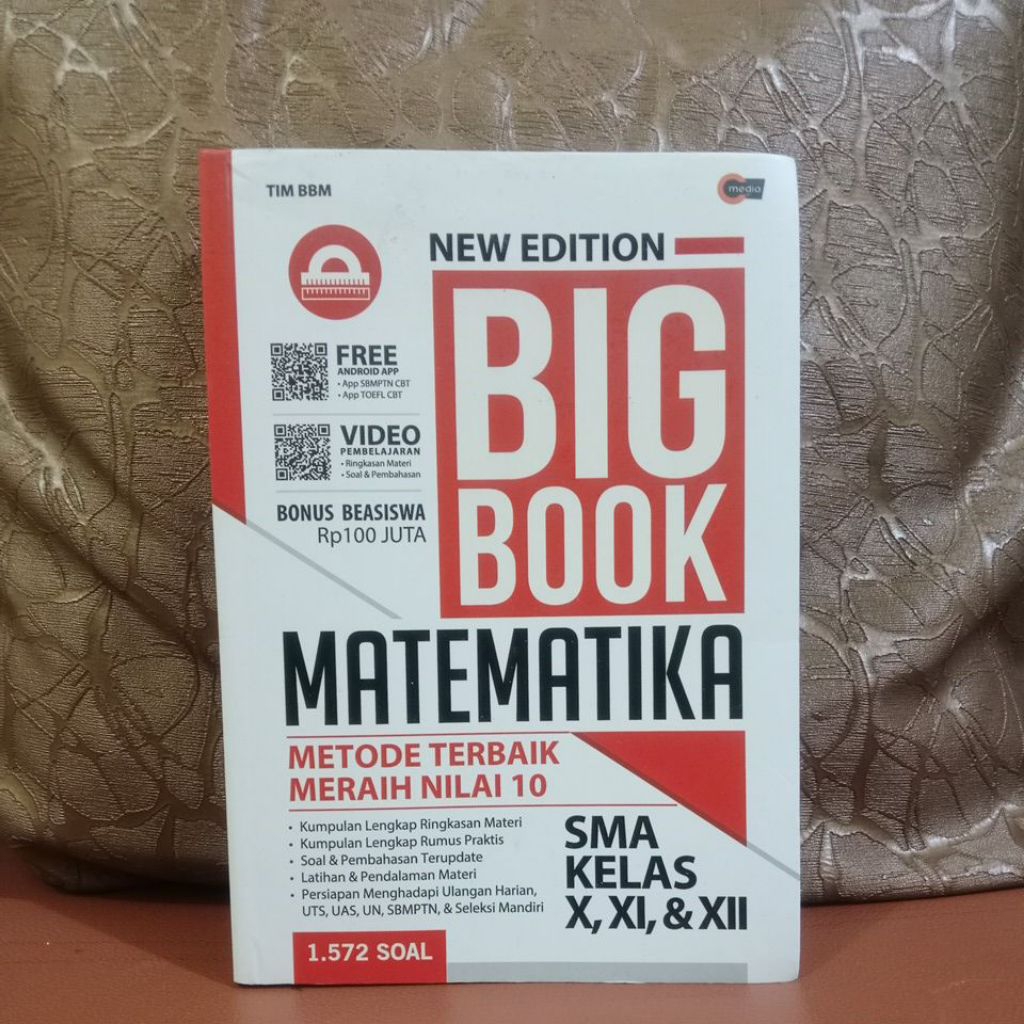 TIM BBM
media
NEW EDITION
BIG
BOOK
FREE
ANDROID APP
• App SBMPTN CBT
• App TOEFL CBT
VIDEO
PEMBELAJARAN
• Ringkasan Materi
• Soal & Pembahasan
BONUS BEASISWA
Rp100 JUTA
MATEMATIKA
METODE TERBAIK
MERAIH NILAI 10
• Kumpulan Lengkap Ringkasan Materi
• Kumpulan Lengkap Rumus Praktis
• Soal & Pembahasan Terupdate
• Latihan & Pendalaman Materi
• Persiapan Menghadapi Ulangan Harian,
UTS, UAS, UN, SBMPTN, & Seleksi Mandiri
SMA
KELAS
X, XI, & XII
1.572 SOAL